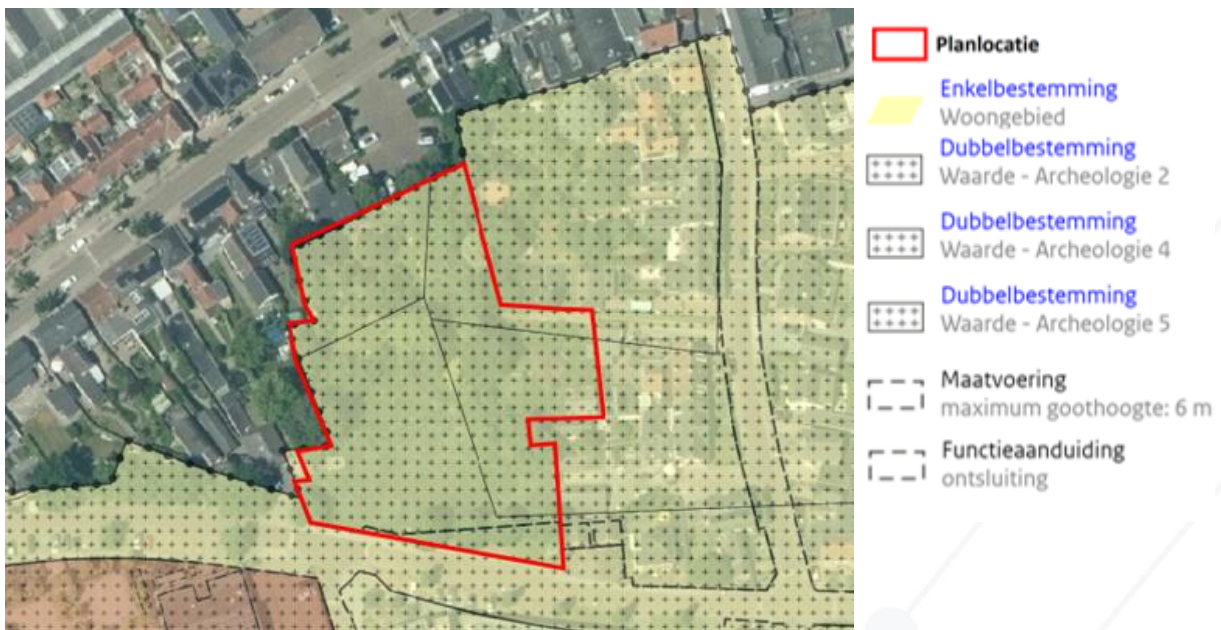 Planlocatie
Enkelbestemming
Woongebied
Dubbelbestemming
Waarde - Archeologie 2
Dubbelbestemming
Waarde - Archeologie 4
Dubbelbestemming
Waarde - Archeologie 5
Maatvoering
maximum goothoogte: 6 m
Functieaanduiding
ontsluiting